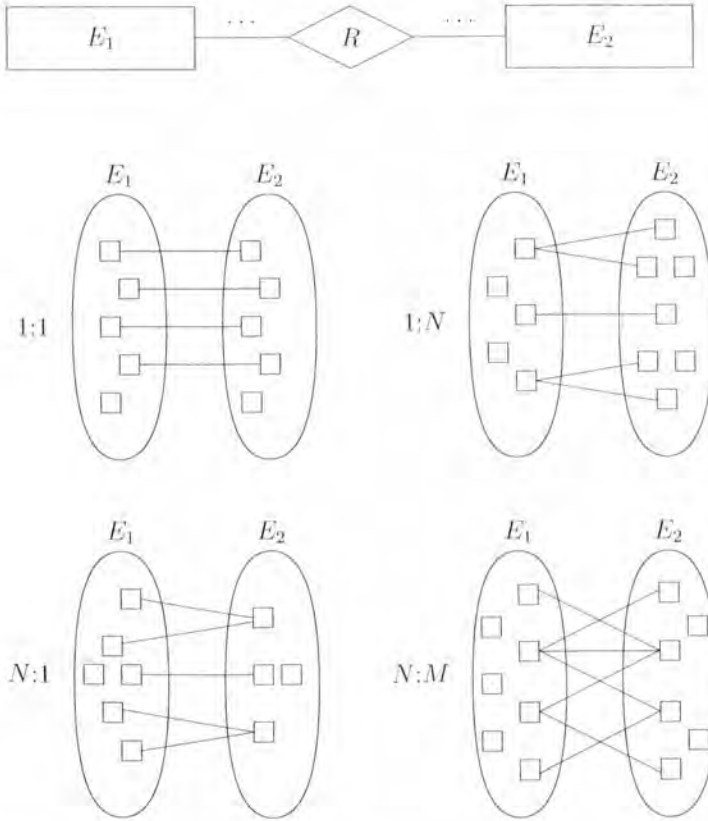 E₁ ... R ... E₂
E₁ E₂ E₁ E₂
1:1 1:N
E₁ E₂ E₁ E₂
N:1 N:M